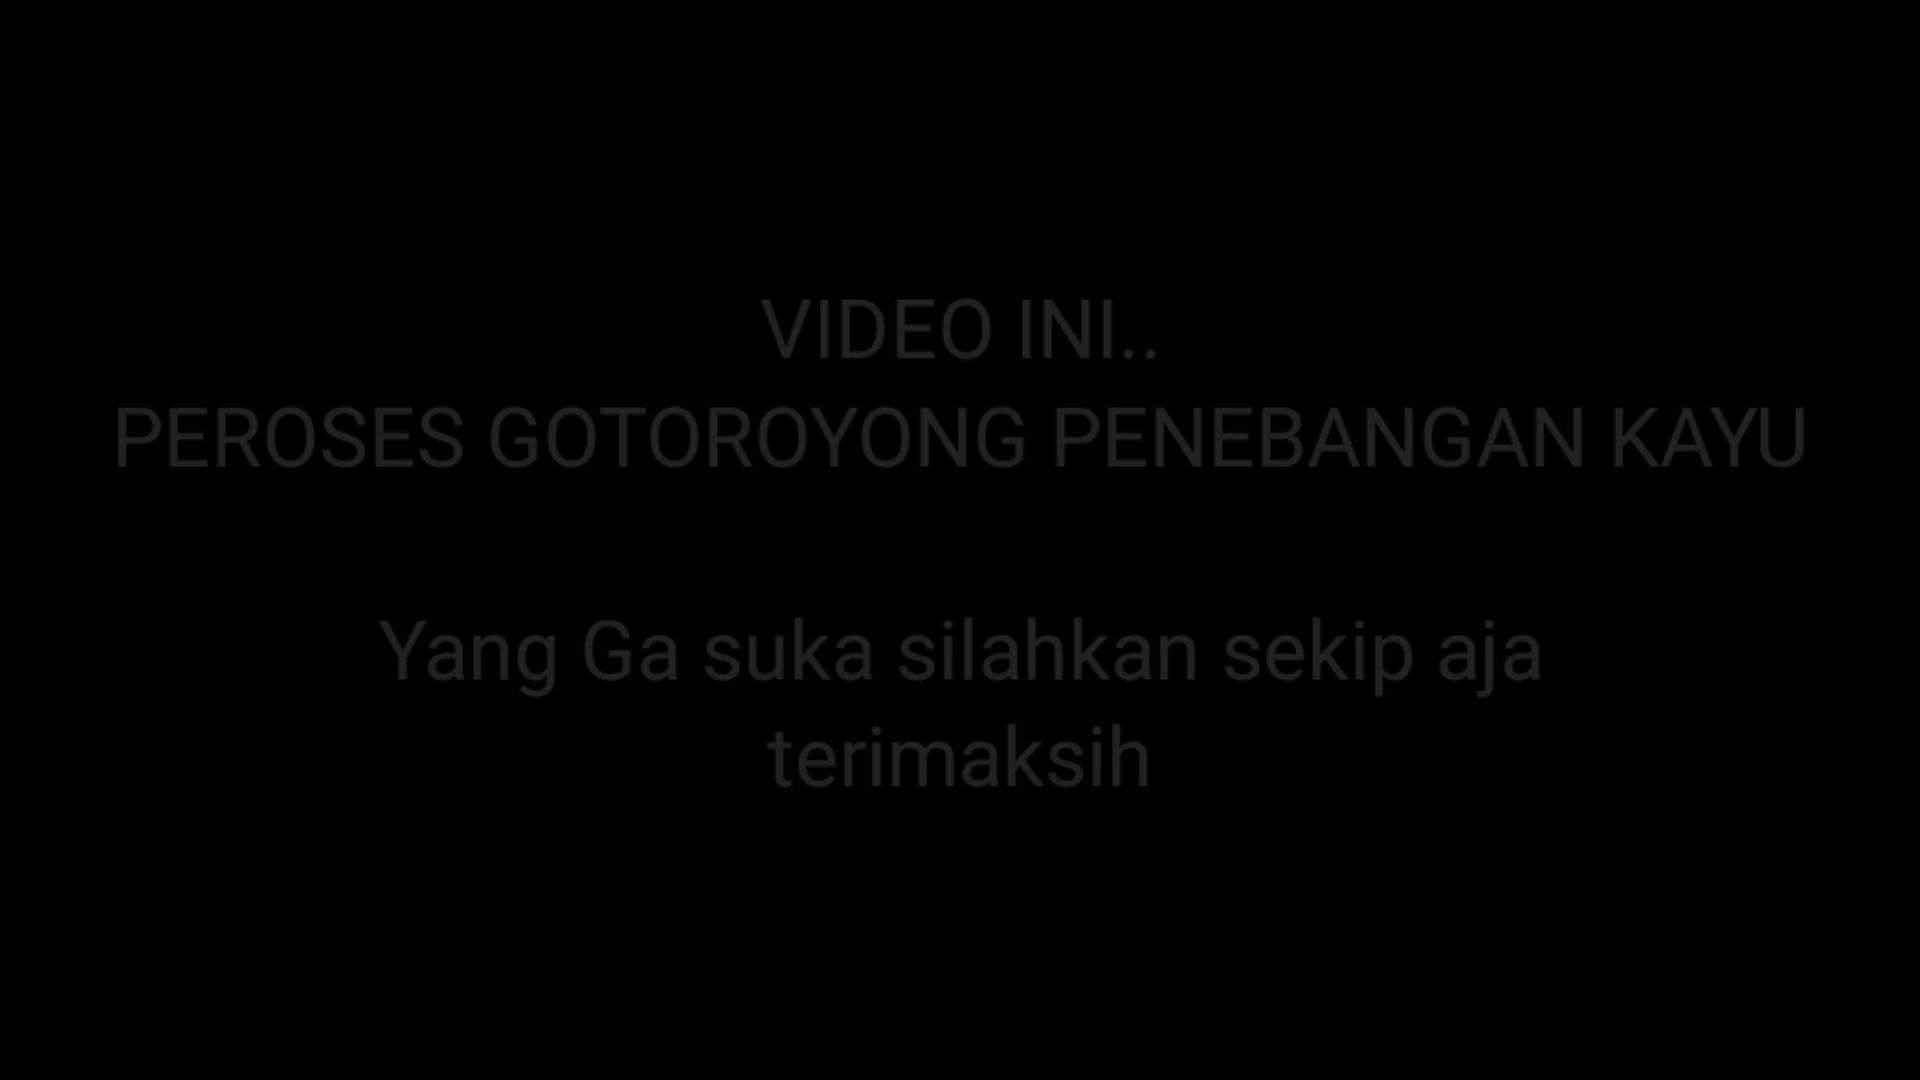 VIDEO INI..
PEROSES GOTOROYONG PENEBANGAN KAYU
Yang Ga suka silahkan sekip aja
terimaksih